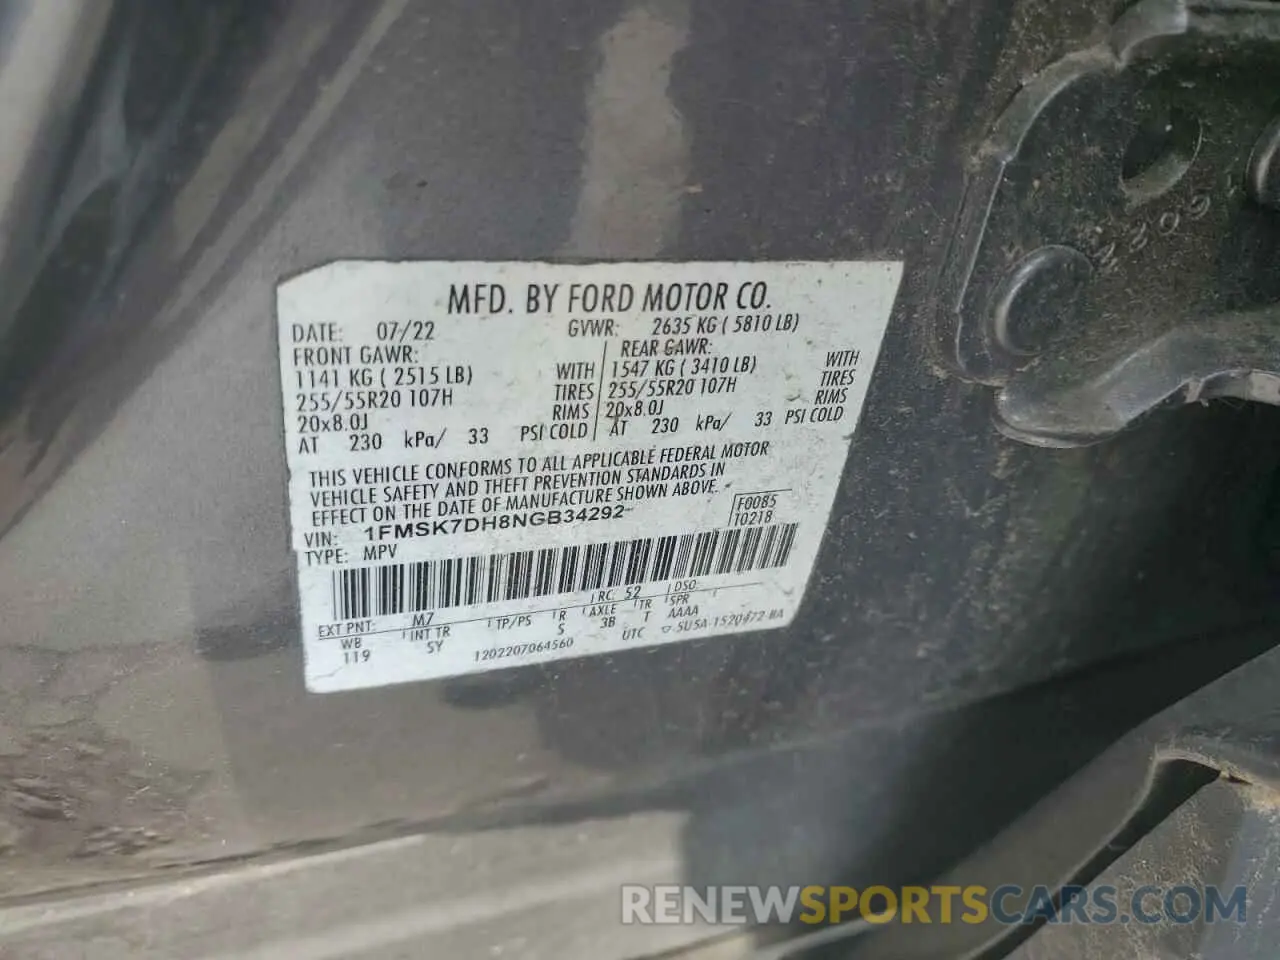 MFD. BY FORD MOTOR CO.
DATE: 07/22 GVWR: 2635 KG ( 5810 LB)
FRONT GAWR: REAR GAWR:
1141 KG ( 2515 LB) WITH 1547 KG ( 3410 LB) WITH
255/55R20 107H TIRES 255/55R20 107H TIRES
20x8.0J RIMS 20x8.0J RIMS
AT 230 kPa/ 33 PSI COLD AT 230 kPa/ 33 PSI COLD
THIS VEHICLE CONFORMS TO ALL APPLICABLE FEDERAL MOTOR
VEHICLE SAFETY AND THEFT PREVENTION STANDARDS IN
EFFECT ON THE DATE OF MANUFACTURE SHOWN ABOVE.
VIN: 1FMSK7DH8NGB34292 F0085
TYPE: MPV T0218
EXT PNT: M7 RC: 52 DSO:
WB INT TR TP/PS R AXLE TR SPR
119 SY S 3B T AAAA
1202207064560 UTC 5U5A-1520472-
RENEWSPORTSCARS.COM